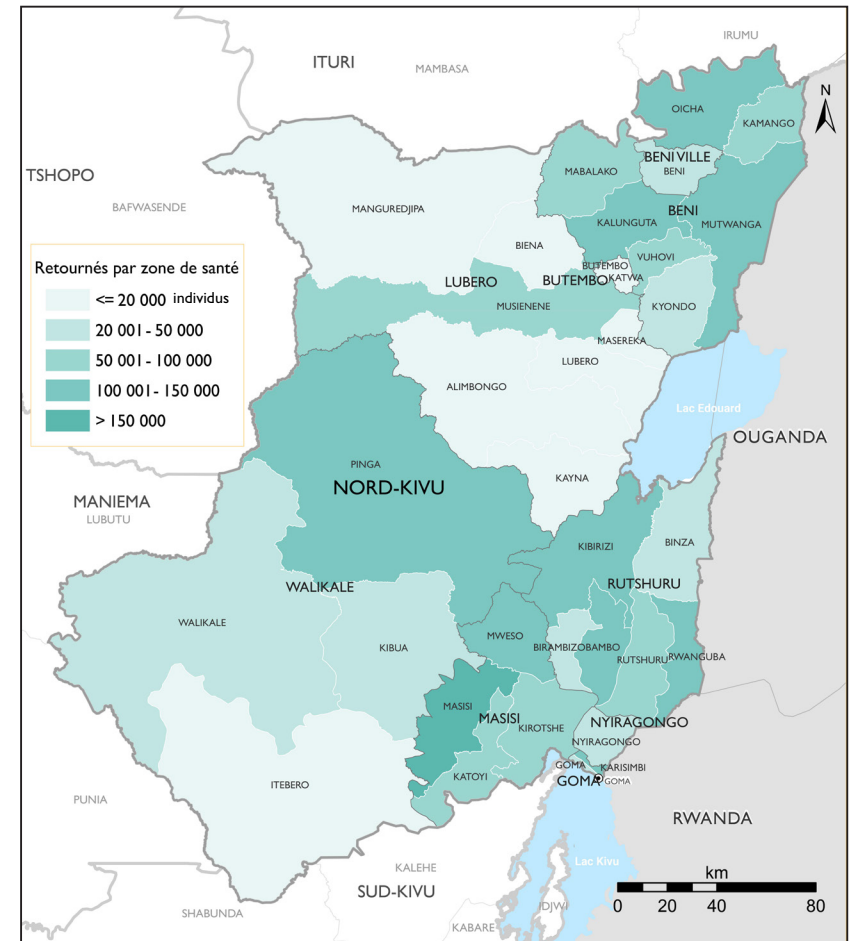 IRUMU
ITURI
MAMBASA
N
OICHA
KAMANGO
BENI VILLE
BENI
MABALAKO
TSHOPO
BAFWASENDE
MANGUREDJIPA
BENI
KALUNGUTA
MUTWANGA
BIENA
VUHOVI
BUTEMBO
KATWA
LUBERO
BUTEMBO
MUSIENENE
KYONDO
Retournés par zone de santé
<= 20 000 individus
20 001 - 50 000
50 001 - 100 000
100 001 - 150 000
> 150 000
MASEREKA
LUBERO
ALIMBONGO
Lac Edouard
OUGANDA
PINGA
NORD-KIVU
KAYNA
MANIEMA
LUBUTU
KIBIRIZI
BINZA
WALIKALE
RUTSHURU
WALIKALE
KIBUA
MWESO
BIRAMBIZO
BAMBO
RUTSHURU
RWANGUBA
MASISI
MASISI
KIROTSHE
NYIRAGONGO
NYIRAGONGO
KATOYI
GOMA
KARISIMBI
GOMA
GOMA
ITEBERO
PUNIA
RWANDA
KALEHE
Lac Kivu
SUD-KIVU
SHABUNDA
IDJWI
KABARE
km
0 20 40 80